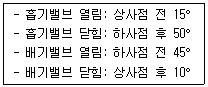 - 흡기밸브 열림: 상사점 전 15°
- 흡기밸브 닫힘: 하사점 후 50°
- 배기밸브 열림: 하사점 전 45°
- 배기밸브 닫힘: 상사점 후 10°